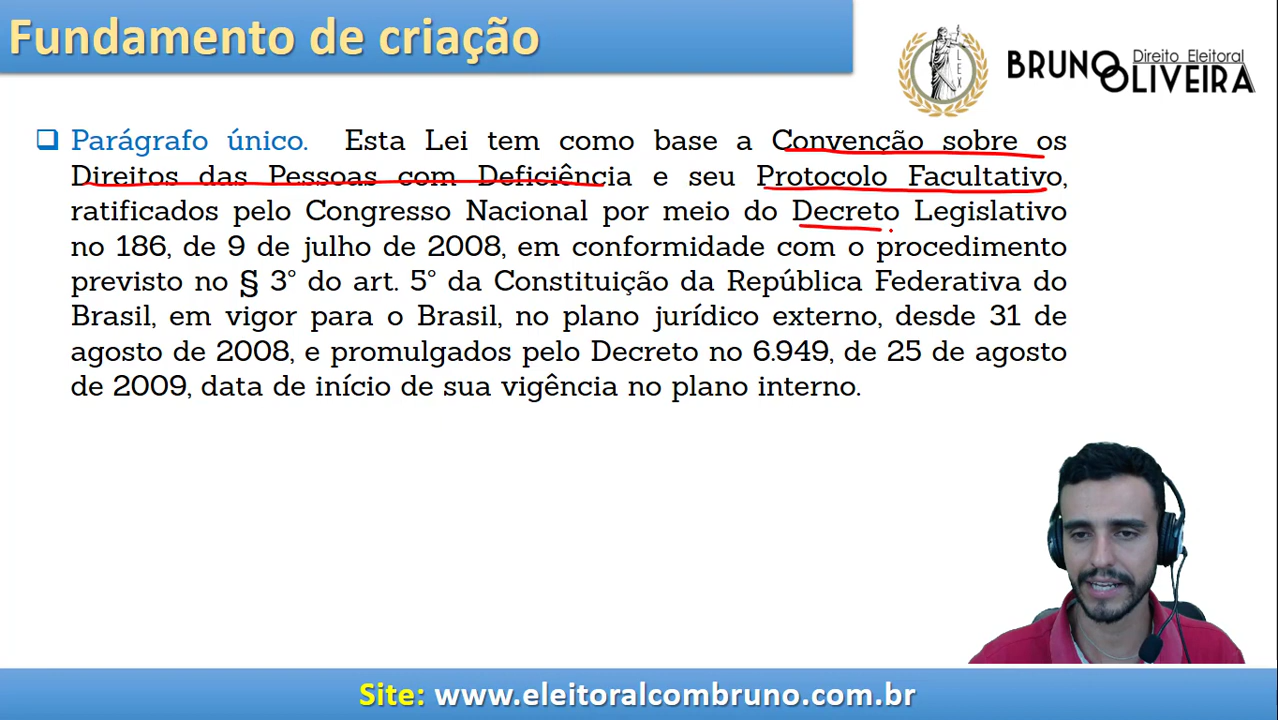 Fundamento de criação
LEX
Direito Eleitoral
BRUNO
OLIVEIRA
Parágrafo único. Esta Lei tem como base a Convenção sobre os
Direitos das Pessoas com Deficiência e seu Protocolo Facultativo,
ratificados pelo Congresso Nacional por meio do Decreto Legislativo
no 186, de 9 de julho de 2008, em conformidade com o procedimento
previsto no § 3° do art. 5° da Constituição da República Federativa do
Brasil, em vigor para o Brasil, no plano jurídico externo, desde 31 de
agosto de 2008, e promulgados pelo Decreto no 6.949, de 25 de agosto
de 2009, data de início de sua vigência no plano interno.
Site: www.eleitoralcombruno.com.br